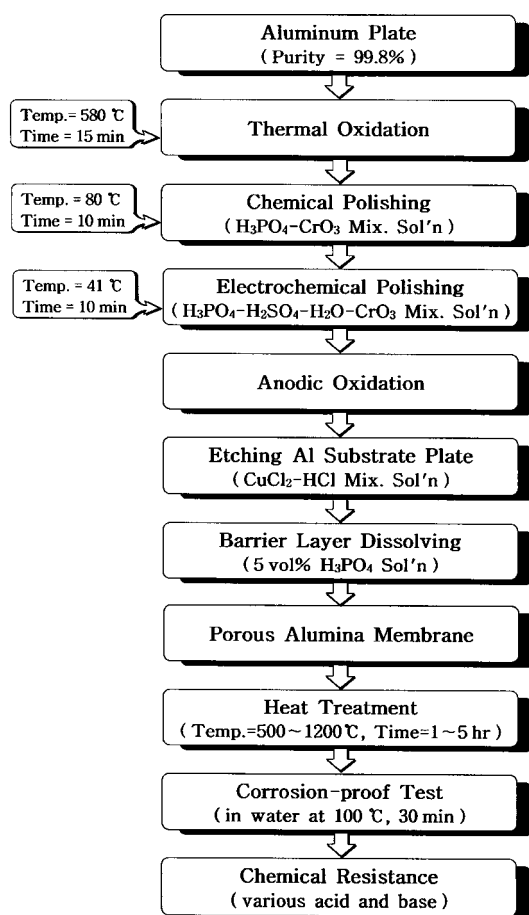 Aluminum Plate
(Purity = 99.8%)
Temp.= 580 ℃
Time = 15 min
Thermal Oxidation
Temp. = 80 ℃
Time = 10 min
Chemical Polishing
(H₃PO₄-CrO₃ Mix. Sol'n)
Temp. = 41 ℃
Time = 10 min
Electrochemical Polishing
(H₃PO₄-H₂SO₄-H₂O-CrO₃ Mix. Sol'n)
Anodic Oxidation
Etching Al Substrate Plate
(CuCl₂-HCl Mix. Sol'n)
Barrier Layer Dissolving
(5 vol% H₃PO₄ Sol'n)
Porous Alumina Membrane
Heat Treatment
(Temp.=500~1200℃, Time=1~5 hr)
Corrosion-proof Test
(in water at 100 ℃, 30 min)
Chemical Resistance
(various acid and base)